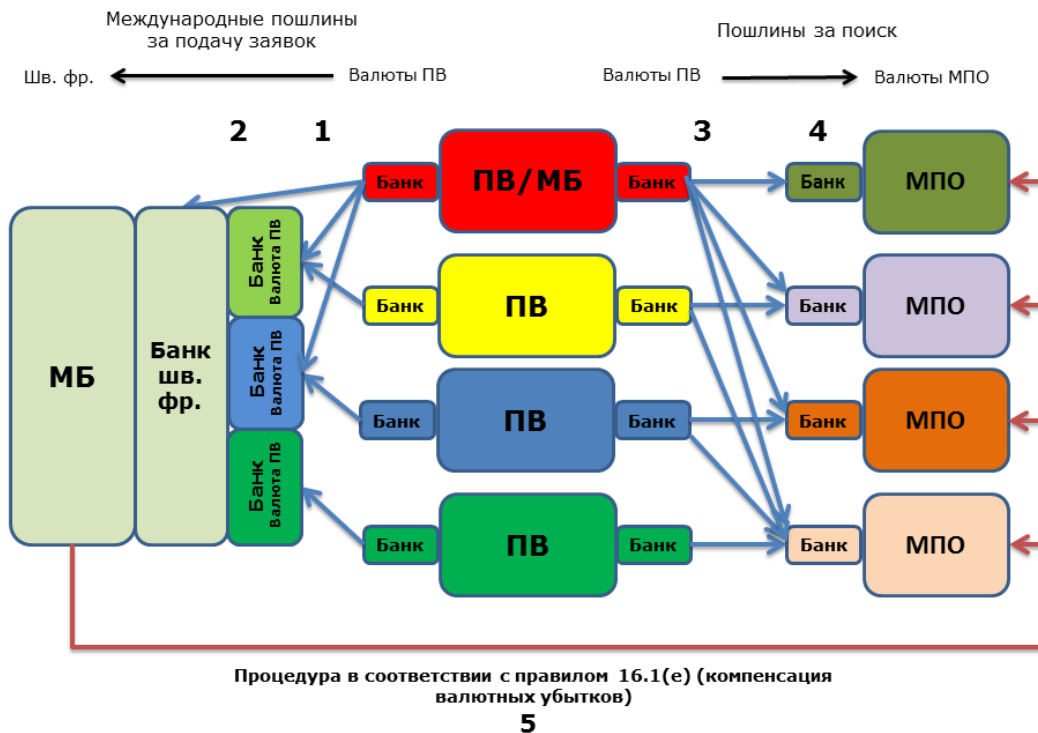 Международные пошлины
за подачу заявок
Пошлины за поиск
Шв. фр.
Валюты ПВ
Валюты ПВ
Валюты МПО
2
1
3
4
Банк
ПВ/МБ
Банк
Банк
МПО
МБ
Банк
шв.
фр.
Банк
Валюта ПВ
Банк
Валюта ПВ
Банк
Валюта ПВ
Банк
ПВ
Банк
Банк
МПО
Банк
ПВ
Банк
Банк
МПО
Банк
ПВ
Банк
Банк
МПО
Процедура в соответствии с правилом 16.1(e) (компенсация
валютных убытков)
5